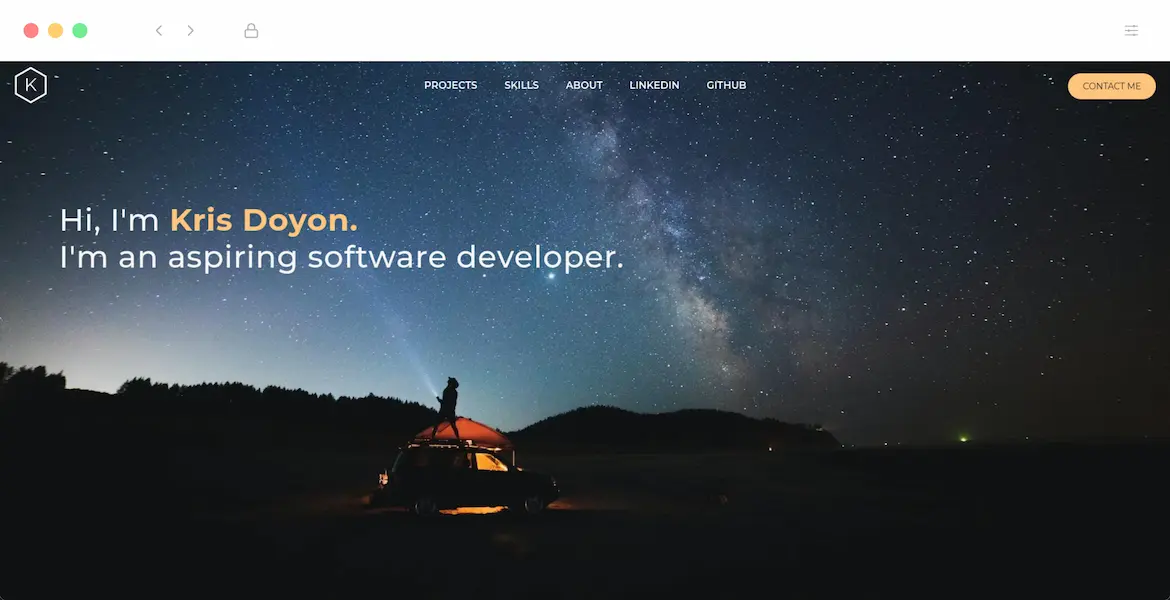 K
PROJECTS SKILLS ABOUT LINKEDIN GITHUB CONTACT ME
Hi, I'm Kris Doyon.
I'm an aspiring software developer.